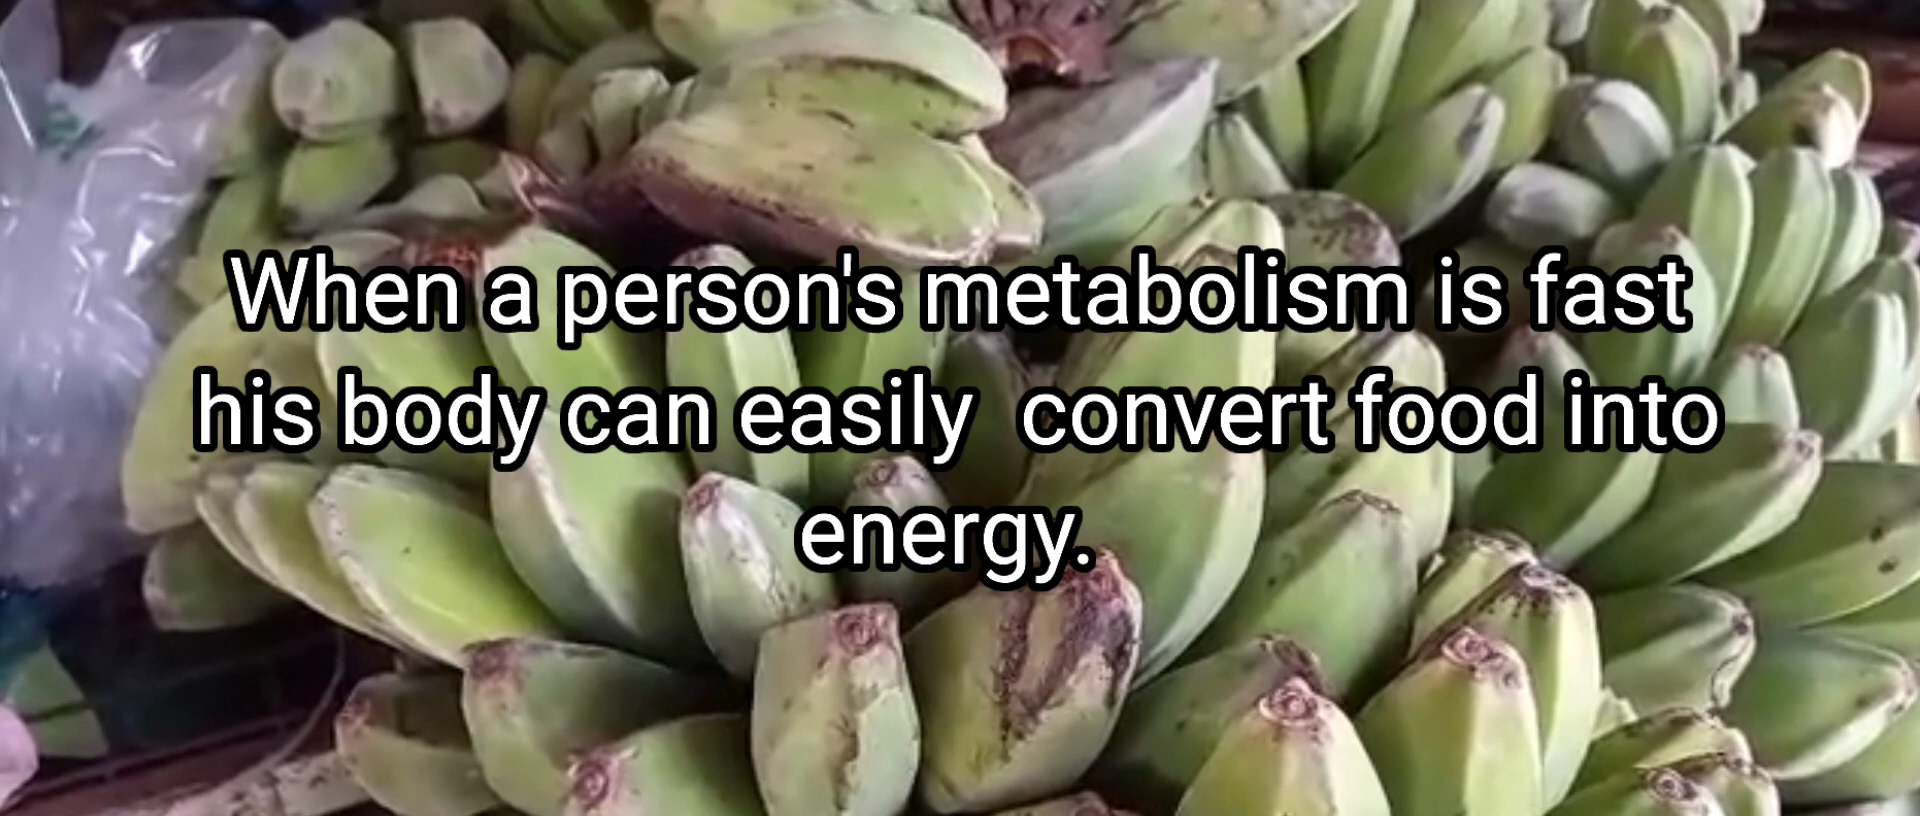 When a person's metabolism is fast
his body can easily  convert food into
energy.